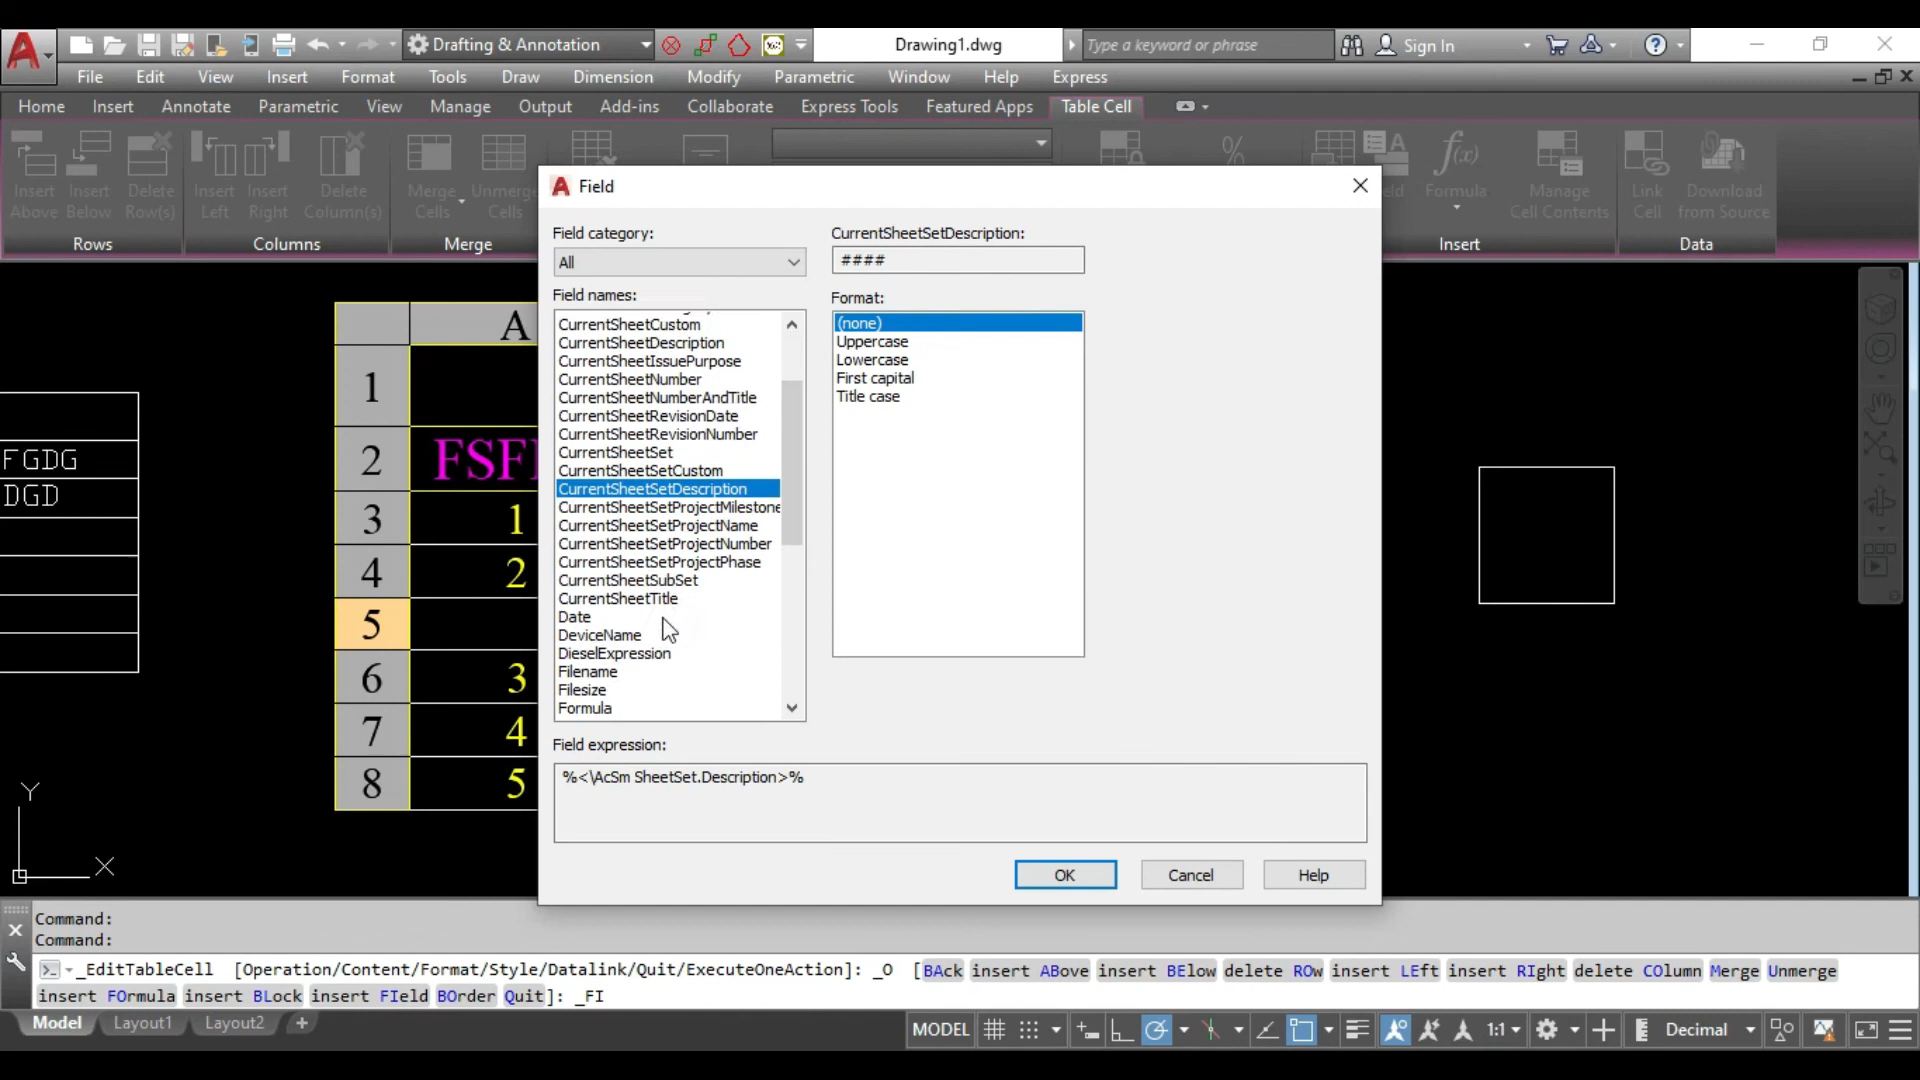 Drafting & Annotation
Drawing1.dwg
Type a keyword or phrase
Sign In
File Edit View Insert Format Tools Draw Dimension Modify Parametric Window Help Express
Home Insert Annotate Parametric View Manage Output Add-ins Collaborate Express Tools Featured Apps Table Cell
Insert Above
Insert Below
Delete Row(s)
Insert Left
Insert Right
Delete Column(s)
Merge Cells
Unmerge Cells
Formula
Manage Cell Contents
Link Cell
Download from Source
Rows Columns Merge Insert Data
Field
Field category:
All
Field names:
CurrentSheetCustom
CurrentSheetDescription
CurrentSheetIssuePurpose
CurrentSheetNumber
CurrentSheetNumberAndTitle
CurrentSheetRevisionDate
CurrentSheetRevisionNumber
CurrentSheetSet
CurrentSheetSetCustom
CurrentSheetSetDescription
CurrentSheetSetProjectMilestone
CurrentSheetSetProjectName
CurrentSheetSetProjectNumber
CurrentSheetSetProjectPhase
CurrentSheetSubSet
CurrentSheetTitle
Date
DeviceName
DieselExpression
Filename
Filesize
Formula
CurrentSheetSetDescription:
####
Format:
(none)
Uppercase
Lowercase
First capital
Title case
Field expression:
%<\AcSm SheetSet.Description>%
OK Cancel Help
FGDG
DGD
A
1
2 FSF
3 1
4 2
5
6 3
7 4
8 5
Y
X
Command:
Command:
_EditTableCell [Operation/Content/Format/Style/Datalink/Quit/ExecuteOneAction]: _O [BAck insert ABove insert BElow delete ROw insert LEft insert RIght delete COlumn Merge Unmerge
insert FOrmula insert BLock insert FIeld BOrder Quit]: _FI
Model Layout1 Layout2 +
MODEL 1:1 Decimal